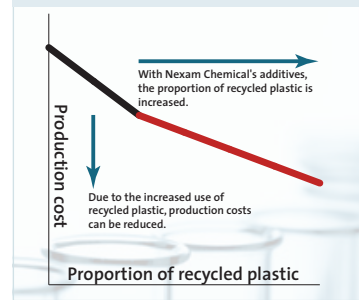 With Nexam Chemical's additives,
the proportion of recycled plastic is
increased.
Production cost
Due to the increased use of
recycled plastic, production costs
can be reduced.
Proportion of recycled plastic